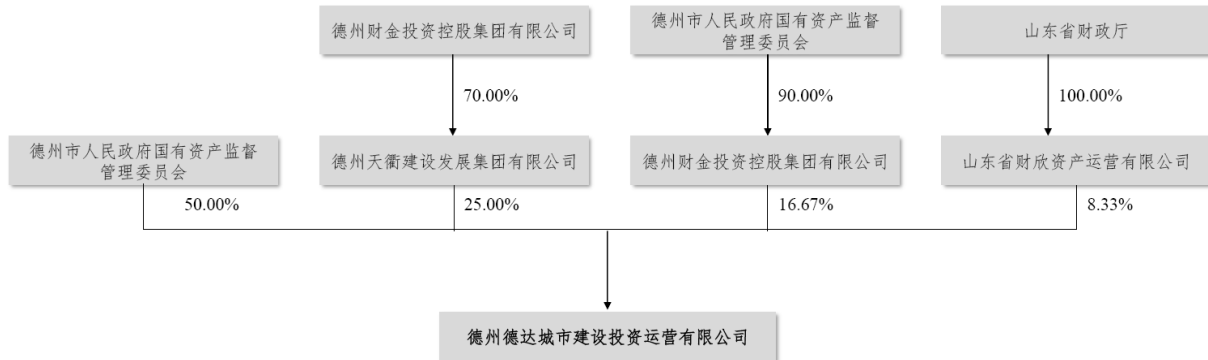 德州财金投资控股集团有限公司
德州市人民政府国有资产监督
管理委员会
山东省财政厅
70.00%
90.00%
100.00%
德州市人民政府国有资产监督
管理委员会
德州天衢建设发展集团有限公司
德州财金投资控股集团有限公司
山东省财欣资产运营有限公司
50.00%
25.00%
16.67%
8.33%
德州德达城市建设投资运营有限公司